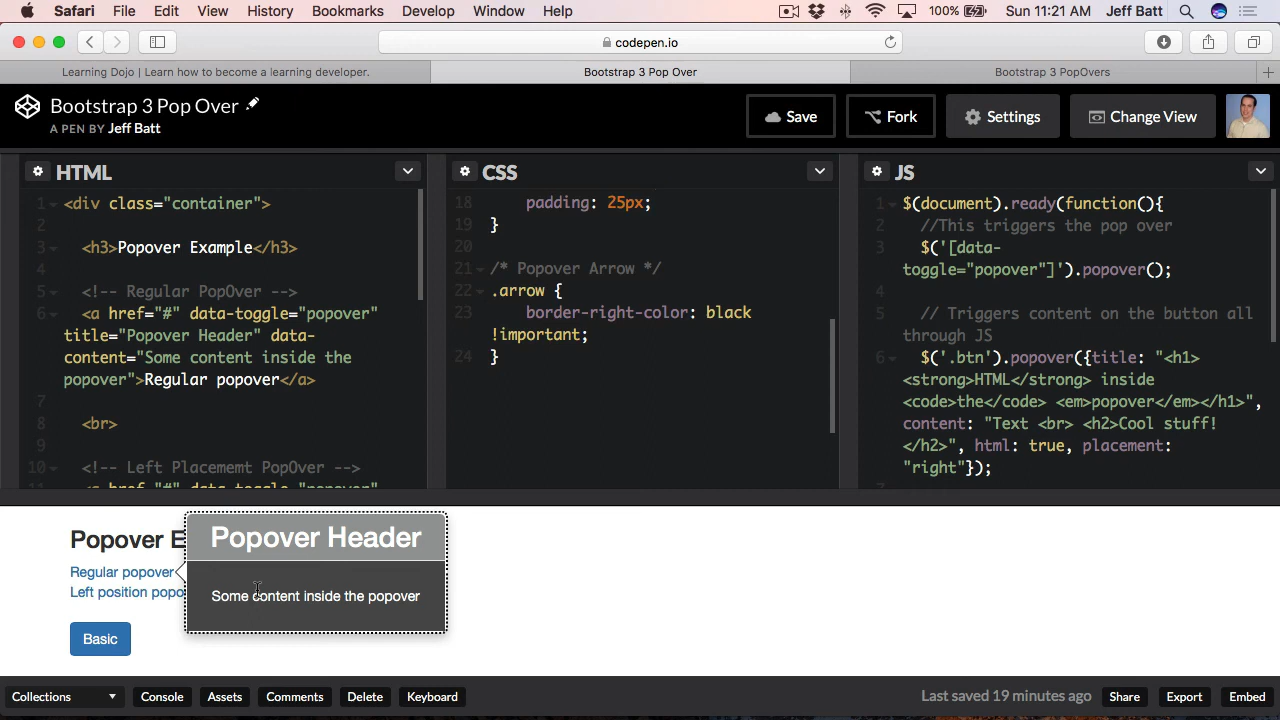 Safari File Edit View History Bookmarks Develop Window Help 100% Sun 11:21 AM Jeff Batt
codepen.io
Learning Dojo | Learn how to become a learning developer. Bootstrap 3 Pop Over Bootstrap 3 PopOvers
Bootstrap 3 Pop Over
A PEN BY Jeff Batt
Save Fork Settings Change View
HTML
1 <div class="container">
2
3 <h3>Popover Example</h3>
4
5 <!-- Regular PopOver -->
6 <a href="#" data-toggle="popover"
title="Popover Header" data-
content="Some content inside the
popover">Regular popover</a>
7
8 <br>
9
10 <!-- Left Placememt PopOver -->
11 <a href="#" data-toggle="popover"
CSS
18 padding: 25px;
19 }
20
21 /* Popover Arrow */
22 .arrow {
23 border-right-color: black
!important;
24 }
JS
1 $(document).ready(function(){
2 //This triggers the pop over
3 $('[data-
toggle="popover"]').popover();
4
5 // Triggers content on the button all
through JS
6 $('.btn').popover({title: "<h1>
<strong>HTML</strong> inside
<code>the</code> <em>popover</em></h1>",
content: "Text <br> <h2>Cool stuff!
</h2>", html: true, placement:
"right"});
Popover E
Popover Header
Regular popover
Left position popo
Some content inside the popover
Basic
Collections Console Assets Comments Delete Keyboard Last saved 19 minutes ago Share Export Embed